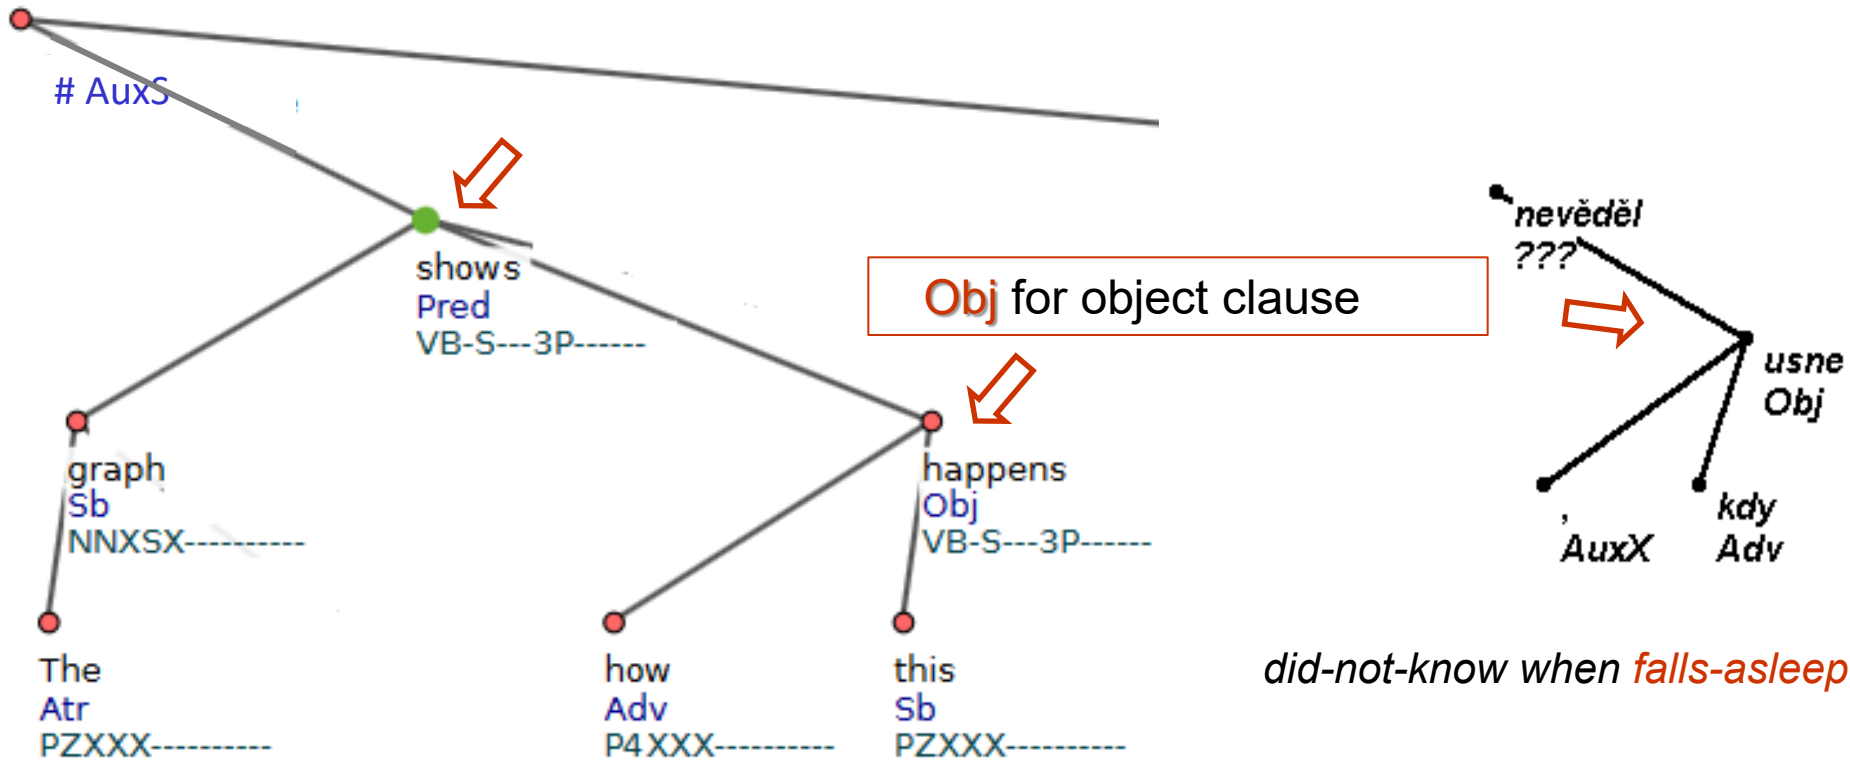 # AuxS
shows
Pred
VB-S---3P------
Obj for object clause
nevěděl
???
usne
Obj
graph
Sb
NNXSX----------
happens
Obj
VB-S---3P------
,
AuxX
kdy
Adv
The
Atr
PZXXX----------
how
Adv
P4XXX----------
this
Sb
PZXXX----------
did-not-know when falls-asleep